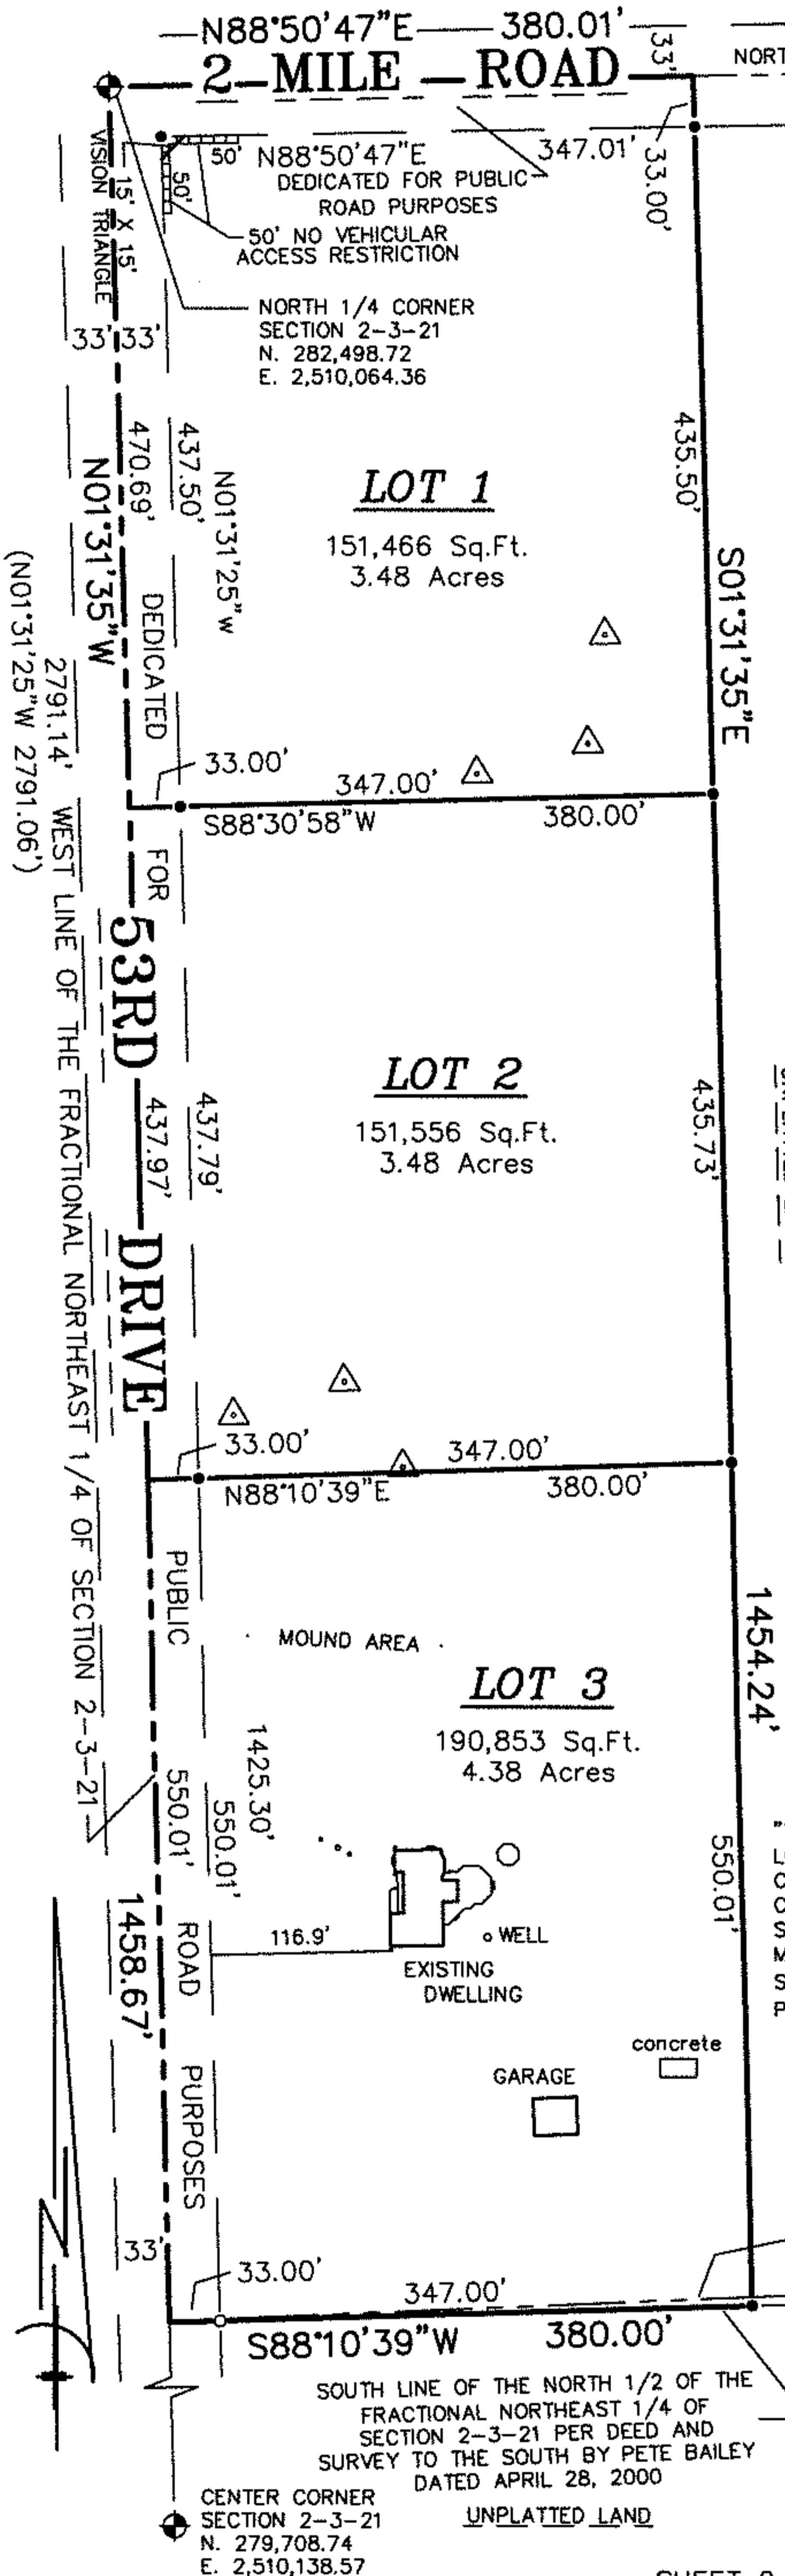 N88°50'47"E 380.01'
33'
NORT
2-MILE ROAD
VISION TRIANGLE
15' X 15'
50'
50'
N88°50'47"E
347.01'
33.00'
DEDICATED FOR PUBLIC
ROAD PURPOSES
50' NO VEHICULAR
ACCESS RESTRICTION
NORTH 1/4 CORNER
SECTION 2-3-21
N. 282,498.72
E. 2,510,064.36
33' 33'
470.69'
437.50'
N01°31'25"W
N01°31'35"W
435.50'
LOT 1
151,466 Sq.Ft.
3.48 Acres
S01°31'35"E
DEDICATED
2791.14' WEST LINE OF THE FRACTIONAL NORTHEAST 1/4 OF SECTION 2-3-21
(N01°31'25"W 2791.06')
33.00'
347.00'
S88°30'58"W
380.00'
FOR
53RD DRIVE
LOT 2
151,556 Sq.Ft.
3.48 Acres
437.97'
437.79'
435.73'
33.00'
347.00'
N88°10'39"E
380.00'
PUBLIC
MOUND AREA
LOT 3
190,853 Sq.Ft.
4.38 Acres
1454.24'
1425.30'
550.01'
550.01'
550.01'
1458.67'
ROAD
116.9'
WELL
EXISTING
DWELLING
concrete
GARAGE
PURPOSES
33'
33.00'
347.00'
S88°10'39"W
380.00'
N
SOUTH LINE OF THE NORTH 1/2 OF THE
FRACTIONAL NORTHEAST 1/4 OF
SECTION 2-3-21 PER DEED AND
SURVEY TO THE SOUTH BY PETE BAILEY
DATED APRIL 28, 2000
UNPLATTED LAND
CENTER CORNER
SECTION 2-3-21
N. 279,708.74
E. 2,510,138.57